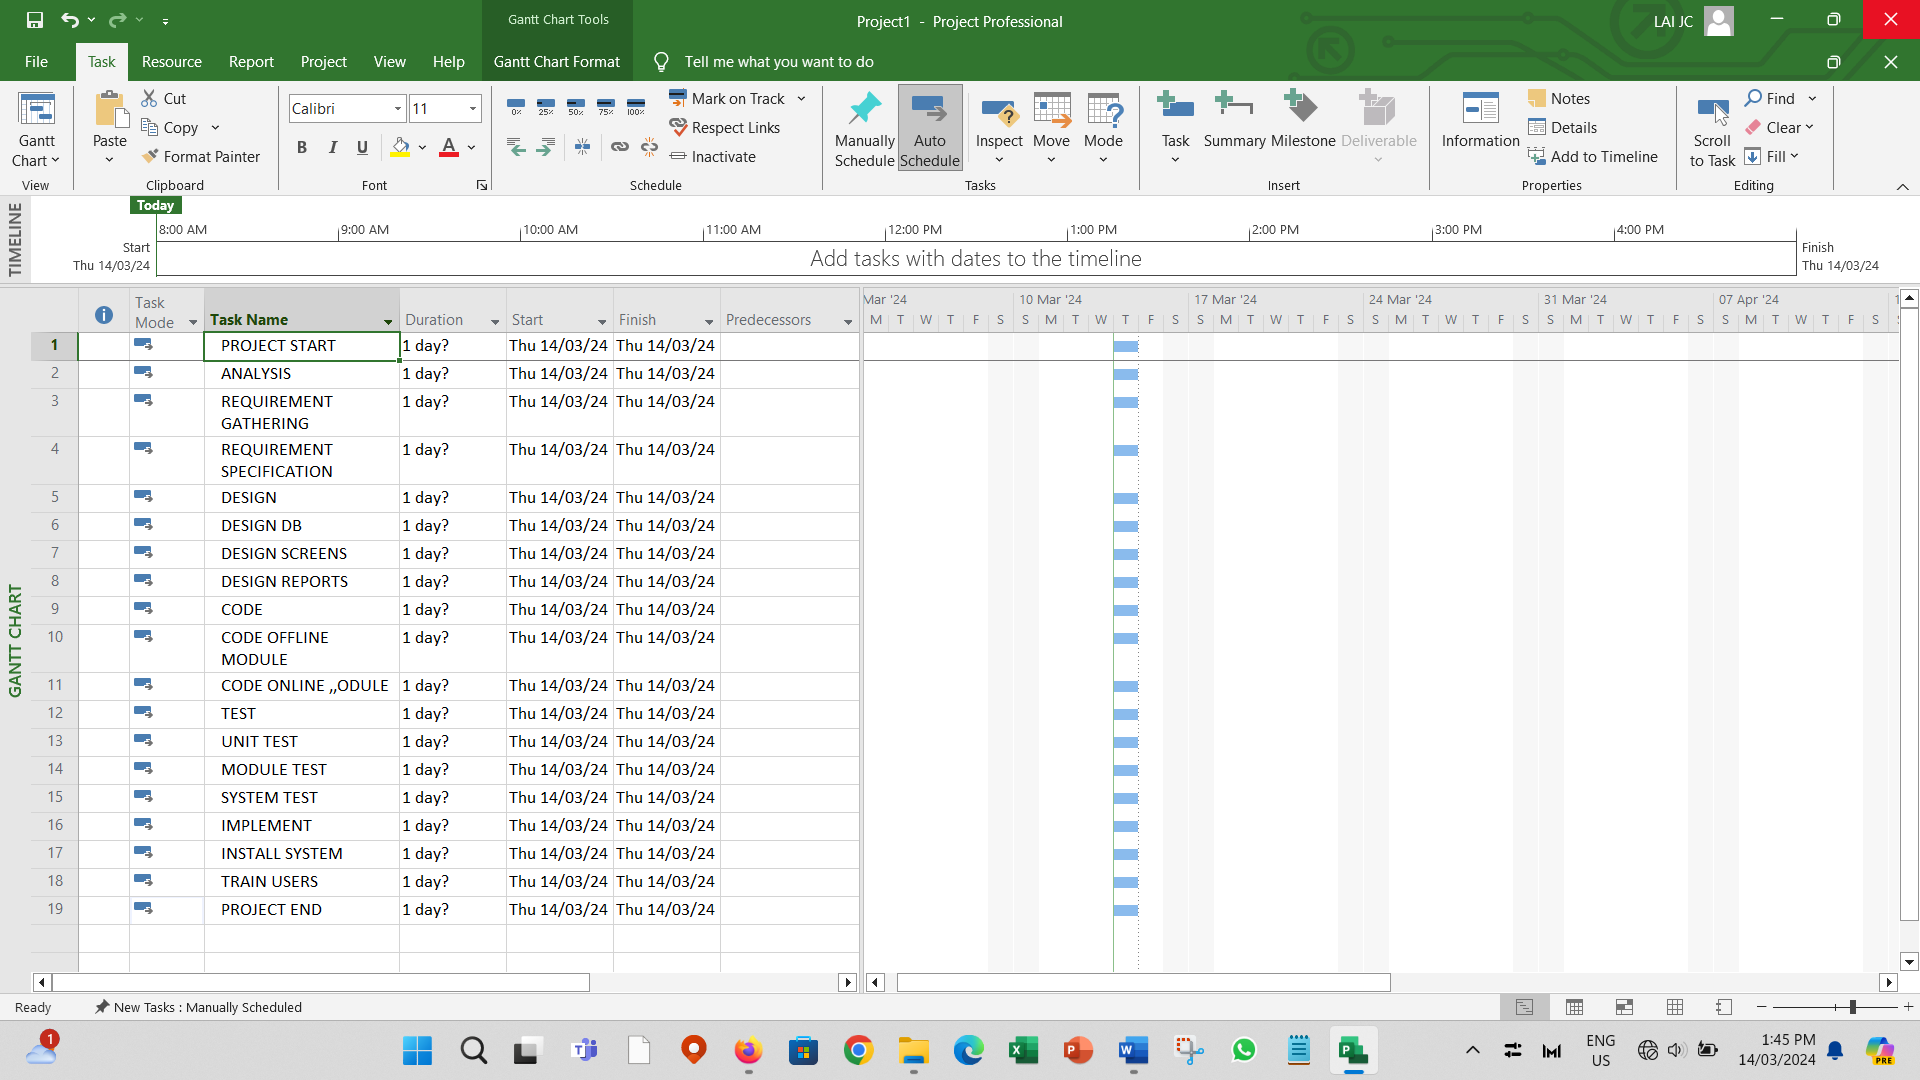 Gantt Chart Tools
Project1 - Project Professional
LAI JC
File Task Resource Report Project View Help Gantt Chart Format Tell me what you want to do
Gantt Chart
View
Paste
Cut
Copy
Format Painter
Clipboard
Calibri 11
B I U A
Font
0% 25% 50% 75% 100%
Mark on Track
Respect Links
Inactivate
Schedule
Manually Schedule
Auto Schedule
Inspect
Move
Mode
Tasks
Task
Summary
Milestone
Deliverable
Insert
Information
Notes
Details
Add to Timeline
Properties
Scroll to Task
Find
Clear
Fill
Editing
TIMELINE
Today
8:00 AM 9:00 AM 10:00 AM 11:00 AM 12:00 PM 1:00 PM 2:00 PM 3:00 PM 4:00 PM
Start
Thu 14/03/24
Add tasks with dates to the timeline
Finish
Thu 14/03/24
GANTT CHART
Task Mode Task Name Duration Start Finish Predecessors
Mar '24 10 Mar '24 17 Mar '24 24 Mar '24 31 Mar '24 07 Apr '24 1
M T W T F S S M T W T F S S M T W T F S S M T W T F S S M T W T F S S M T W T F S S
1 PROJECT START 1 day? Thu 14/03/24 Thu 14/03/24
2 ANALYSIS 1 day? Thu 14/03/24 Thu 14/03/24
3 REQUIREMENT GATHERING 1 day? Thu 14/03/24 Thu 14/03/24
4 REQUIREMENT SPECIFICATION 1 day? Thu 14/03/24 Thu 14/03/24
5 DESIGN 1 day? Thu 14/03/24 Thu 14/03/24
6 DESIGN DB 1 day? Thu 14/03/24 Thu 14/03/24
7 DESIGN SCREENS 1 day? Thu 14/03/24 Thu 14/03/24
8 DESIGN REPORTS 1 day? Thu 14/03/24 Thu 14/03/24
9 CODE 1 day? Thu 14/03/24 Thu 14/03/24
10 CODE OFFLINE MODULE 1 day? Thu 14/03/24 Thu 14/03/24
11 CODE ONLINE ,,ODULE 1 day? Thu 14/03/24 Thu 14/03/24
12 TEST 1 day? Thu 14/03/24 Thu 14/03/24
13 UNIT TEST 1 day? Thu 14/03/24 Thu 14/03/24
14 MODULE TEST 1 day? Thu 14/03/24 Thu 14/03/24
15 SYSTEM TEST 1 day? Thu 14/03/24 Thu 14/03/24
16 IMPLEMENT 1 day? Thu 14/03/24 Thu 14/03/24
17 INSTALL SYSTEM 1 day? Thu 14/03/24 Thu 14/03/24
18 TRAIN USERS 1 day? Thu 14/03/24 Thu 14/03/24
19 PROJECT END 1 day? Thu 14/03/24 Thu 14/03/24
Ready New Tasks : Manually Scheduled
1
ENG
US
1:45 PM
14/03/2024
PRE